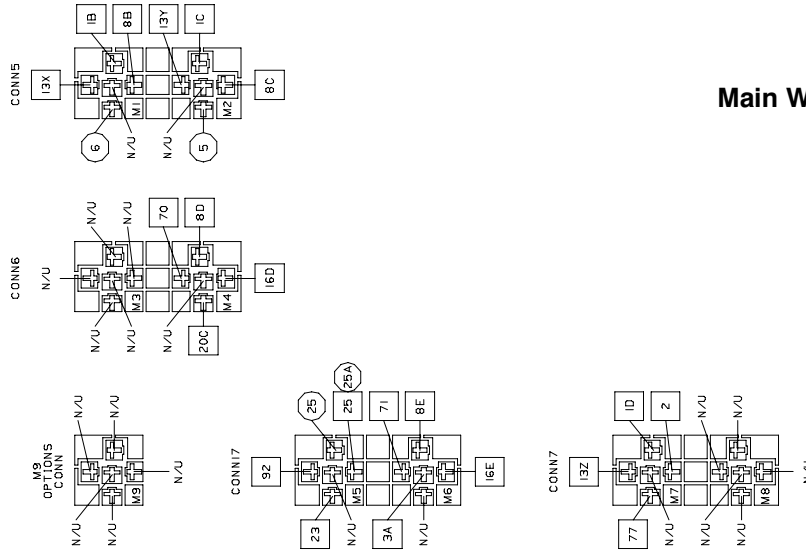 CONN5
13X
1B
8B
13Y
1C
8C
M1
M2
6
N/U
N/U
5
Main W
CONN6
N/U
N/U
N/U
70
8D
16D
M3
M4
N/U
N/U
N/U
20C
M9
OPTIONS
CONN
N/U
N/U
N/U
N/U
N/U
M9
CONN17
92
25
25A
25
71
8E
16E
M5
M6
23
N/U
3A
N/U
CONN7
13Z
1D
2
N/U
N/U
M7
M8
77
N/U
N/U
N/U